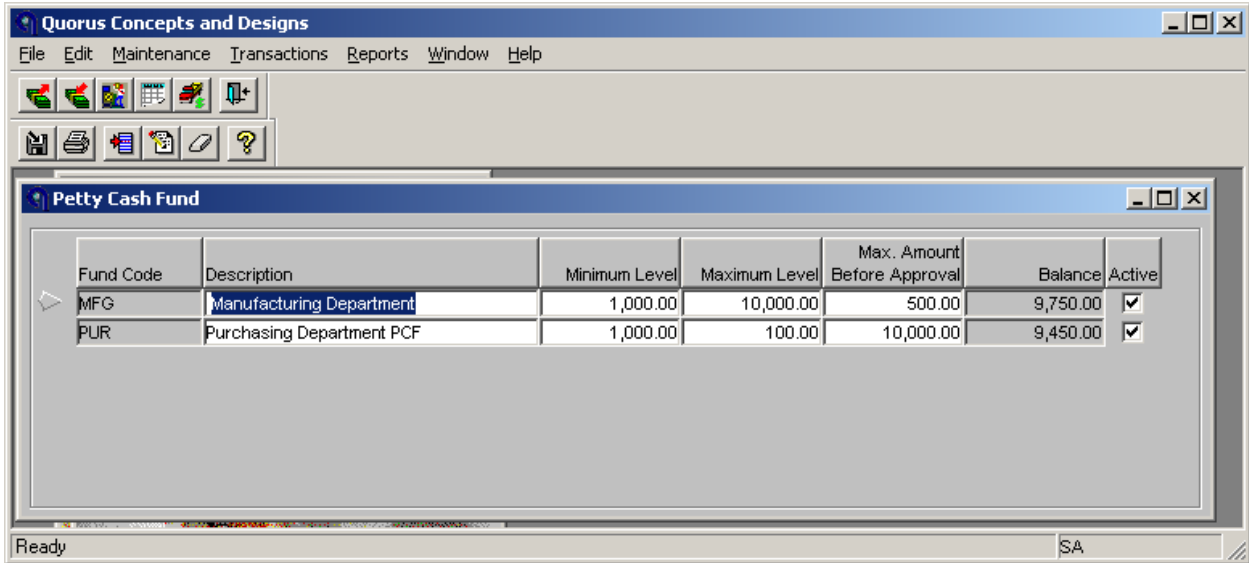 Quorus Concepts and Designs
File Edit Maintenance Transactions Reports Window Help
Petty Cash Fund
Fund Code Description Minimum Level Maximum Level Max. Amount Before Approval Balance Active
MFG Manufacturing Department 1,000.00 10,000.00 500.00 9,750.00
PUR Purchasing Department PCF 1,000.00 100.00 10,000.00 9,450.00
Ready SA